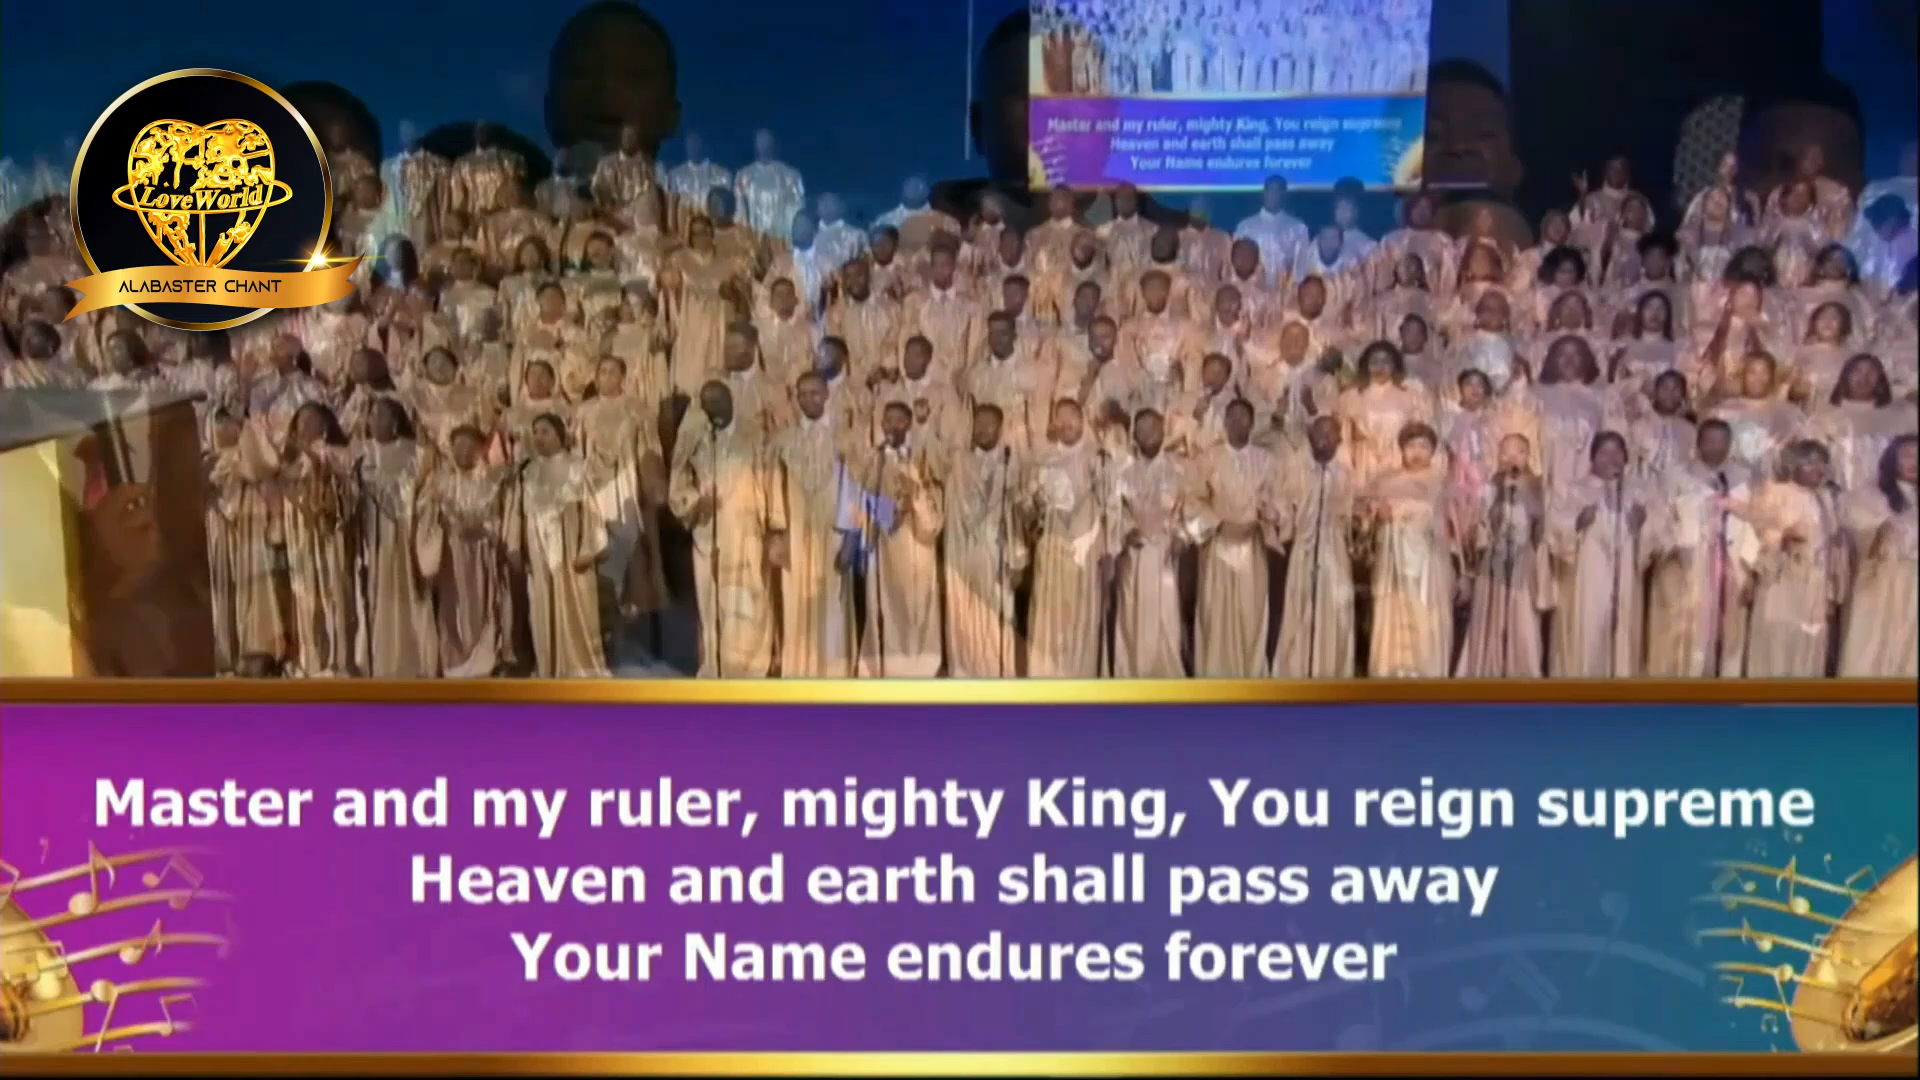 LoveWorld
ALABASTER CHANT
Master and my ruler, mighty King, You reign supreme
Heaven and earth shall pass away
Your Name endures forever
Master and my ruler, mighty King, You reign supreme
Heaven and earth shall pass away
Your Name endures forever